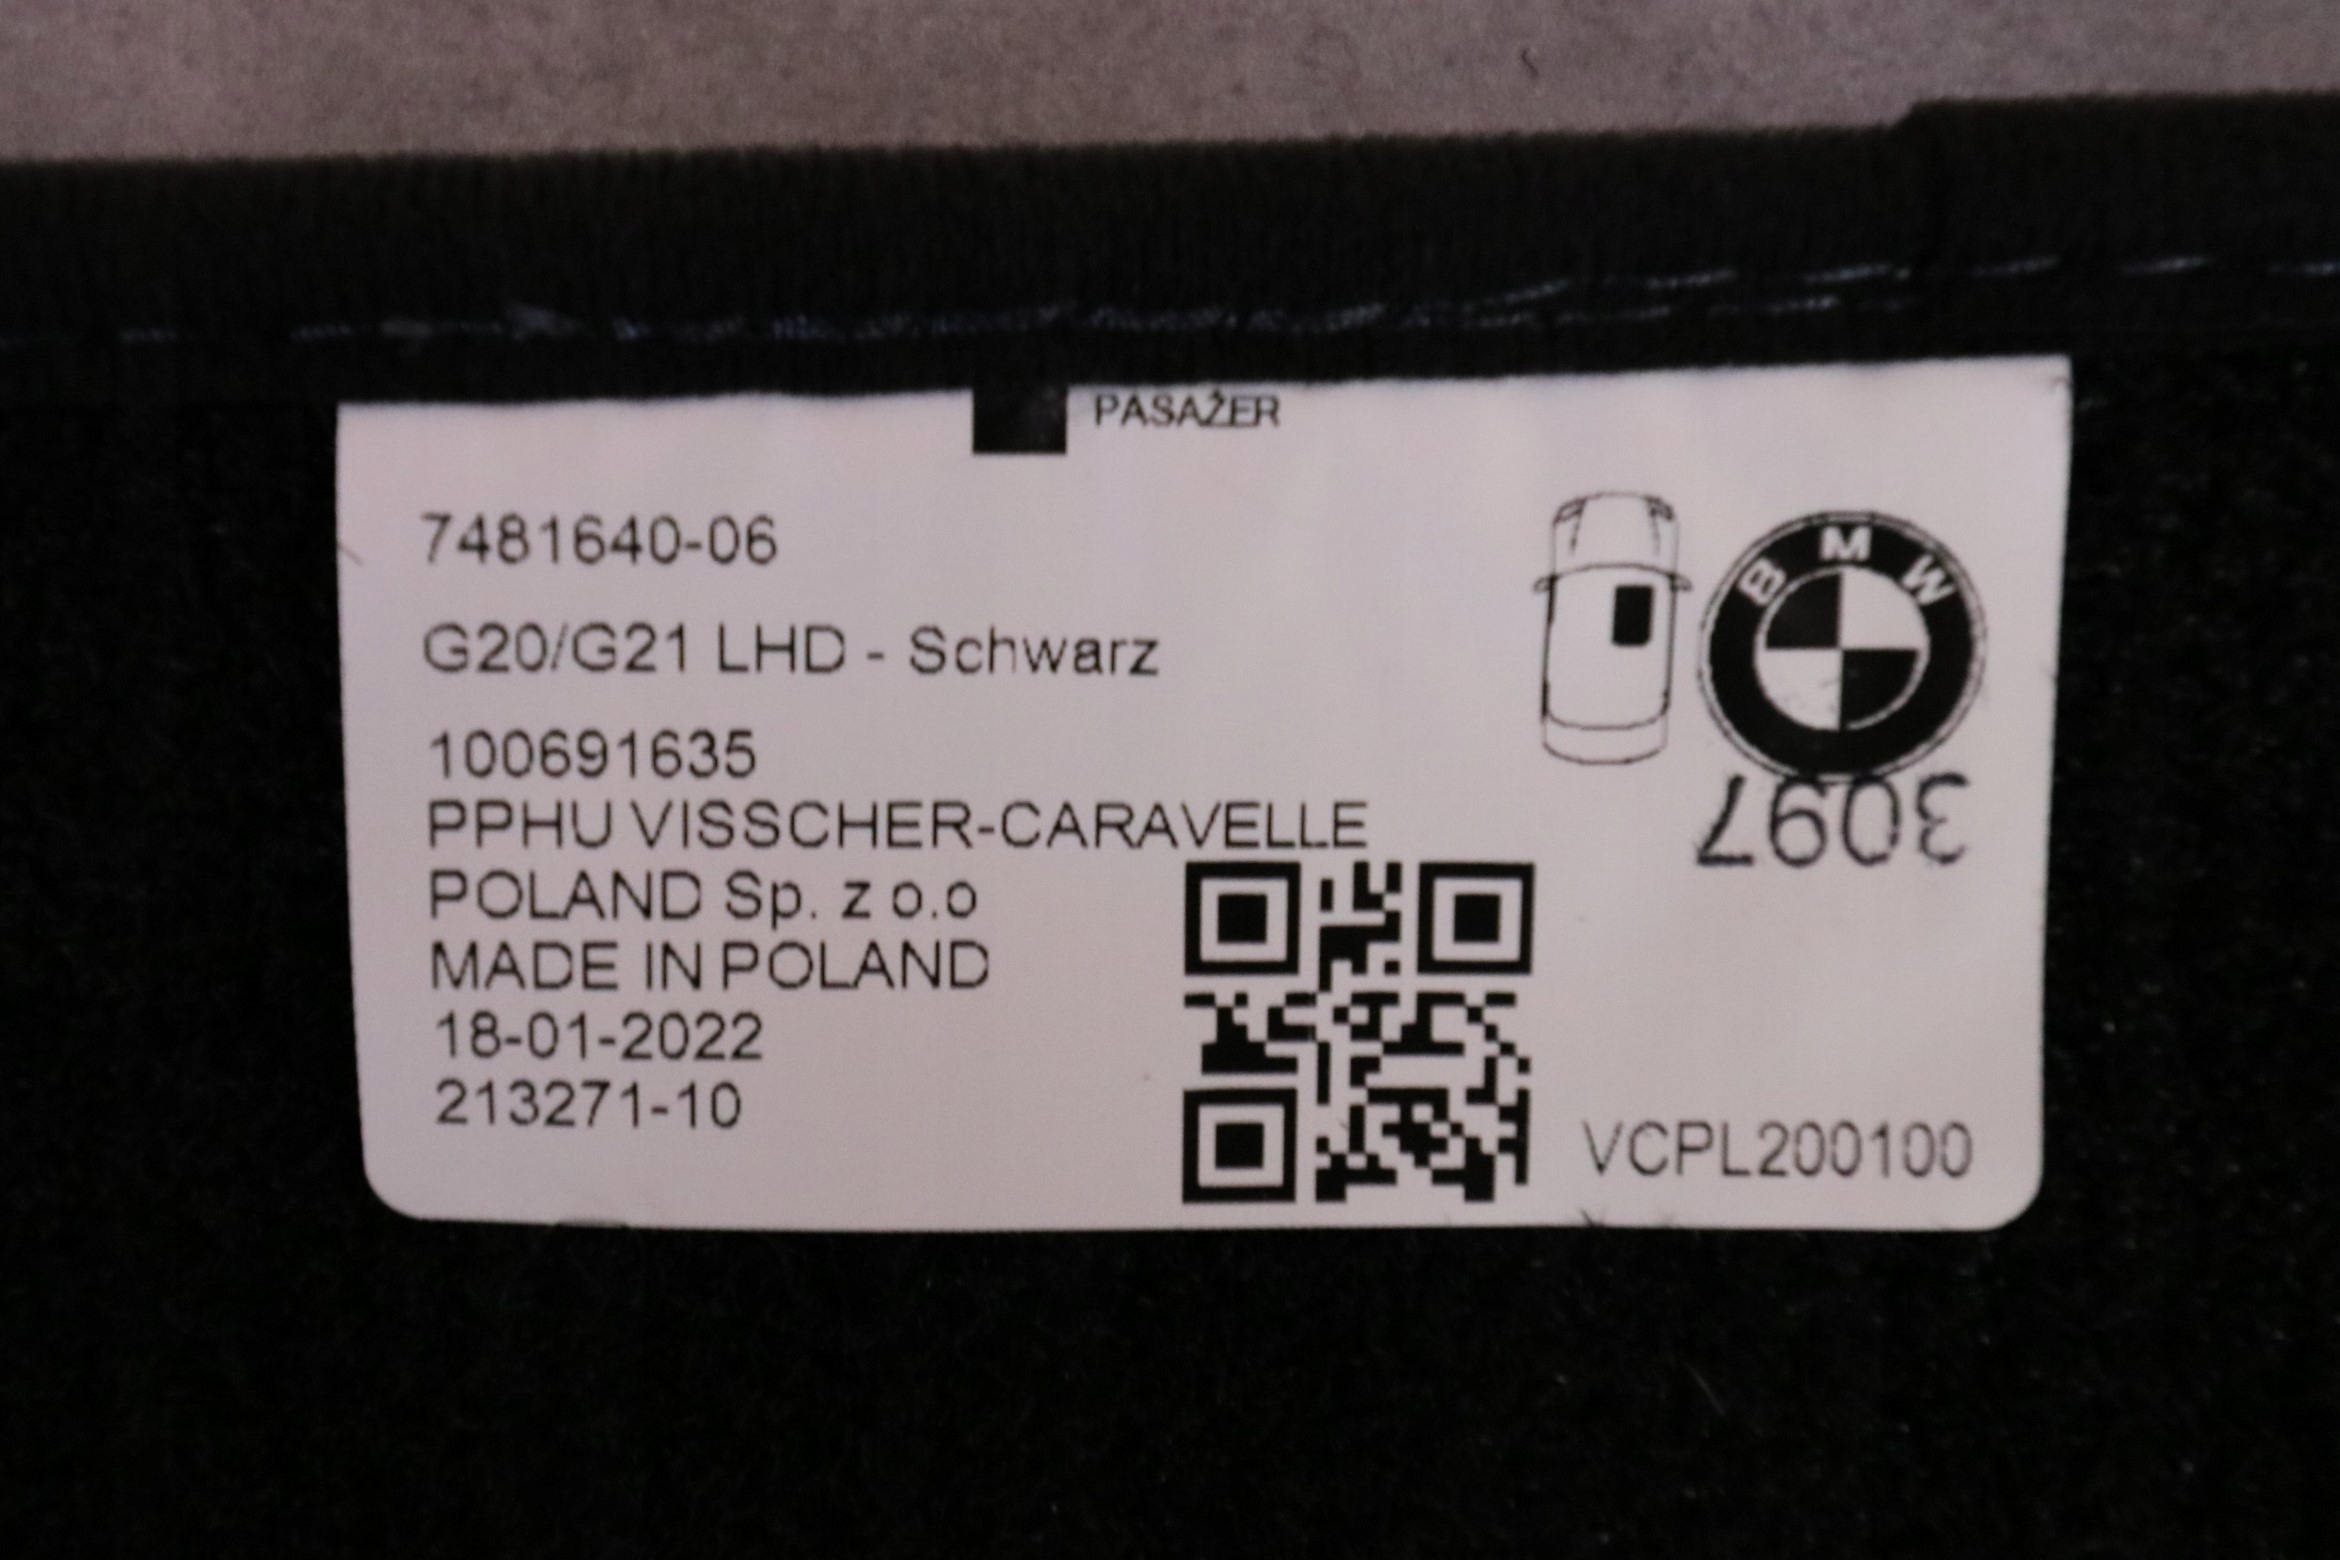 PASAŻER
7481640-06
G20/G21 LHD - Schwarz
BMW
100691635
3097
PPHU VISSCHER-CARAVELLE
POLAND Sp. z o.o
MADE IN POLAND
18-01-2022
213271-10
VCPL200100